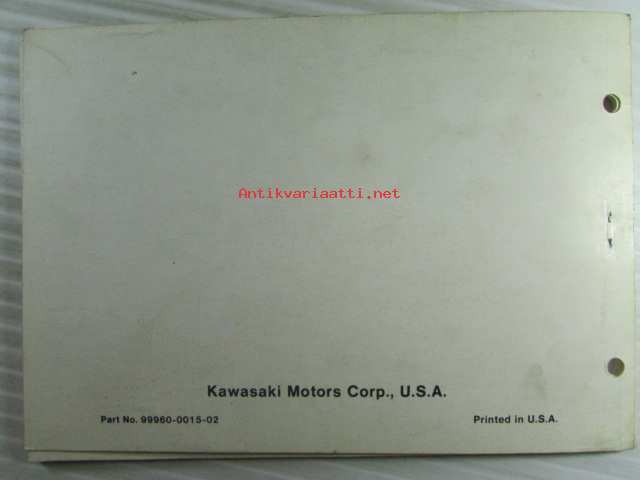 Antikvariaatti.net
Kawasaki Motors Corp., U.S.A.
Part No. 99960-0015-02
Printed in U.S.A.